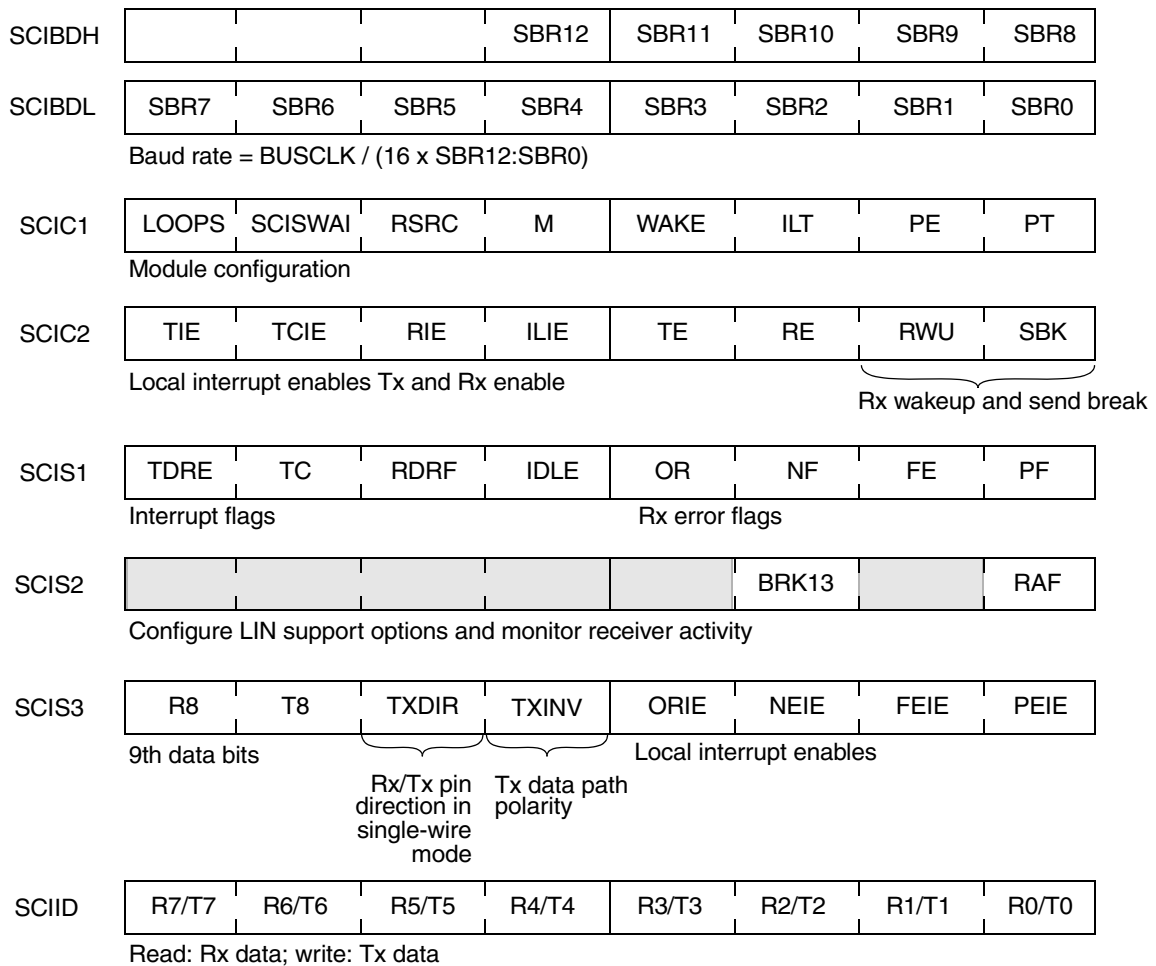 SCIBDH SBR12 SBR11 SBR10 SBR9 SBR8
SCIBDL SBR7 SBR6 SBR5 SBR4 SBR3 SBR2 SBR1 SBR0
Baud rate = BUSCLK / (16 x SBR12:SBR0)
SCIC1 LOOPS SCISWAI RSRC M WAKE ILT PE PT
Module configuration
SCIC2 TIE TCIE RIE ILIE TE RE RWU SBK
Local interrupt enables Tx and Rx enable
Rx wakeup and send break
SCIS1 TDRE TC RDRF IDLE OR NF FE PF
Interrupt flags Rx error flags
SCIS2 BRK13 RAF
Configure LIN support options and monitor receiver activity
SCIS3 R8 T8 TXDIR TXINV ORIE NEIE FEIE PEIE
9th data bits
Local interrupt enables
Rx/Tx pin
direction in
single-wire
mode
Tx data path
polarity
SCIID R7/T7 R6/T6 R5/T5 R4/T4 R3/T3 R2/T2 R1/T1 R0/T0
Read: Rx data; write: Tx data